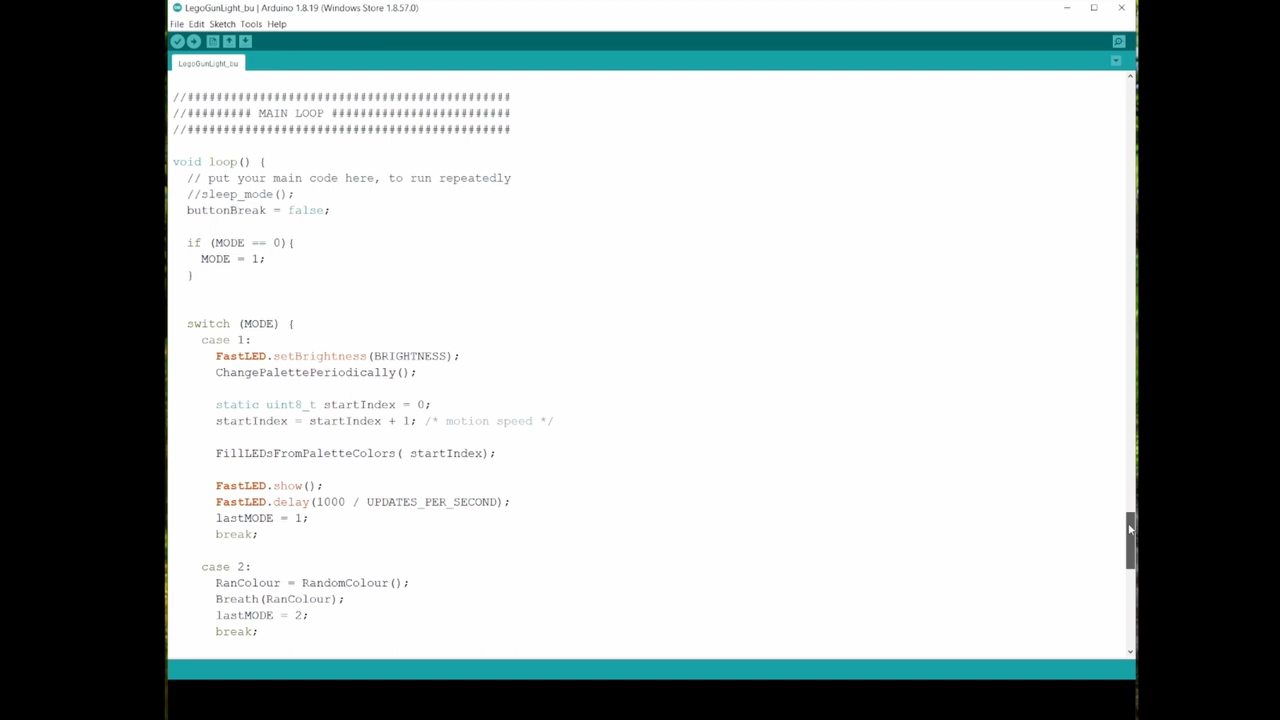 LegoGunLight_bu | Arduino 1.8.19 (Windows Store 1.8.57.0)
File Edit Sketch Tools Help
LegoGunLight_bu
//#############################################
//######### MAIN LOOP #########################
//#############################################
void loop() {
  // put your main code here, to run repeatedly
  //sleep_mode();
  buttonBreak = false;
  if (MODE == 0){
    MODE = 1;
  }
  switch (MODE) {
    case 1:
      FastLED.setBrightness(BRIGHTNESS);
      ChangePalettePeriodically();
      static uint8_t startIndex = 0;
      startIndex = startIndex + 1; /* motion speed */
      FillLEDsFromPaletteColors( startIndex);
      FastLED.show();
      FastLED.delay(1000 / UPDATES_PER_SECOND);
      lastMODE = 1;
      break;
    case 2:
      RanColour = RandomColour();
      Breath(RanColour);
      lastMODE = 2;
      break;